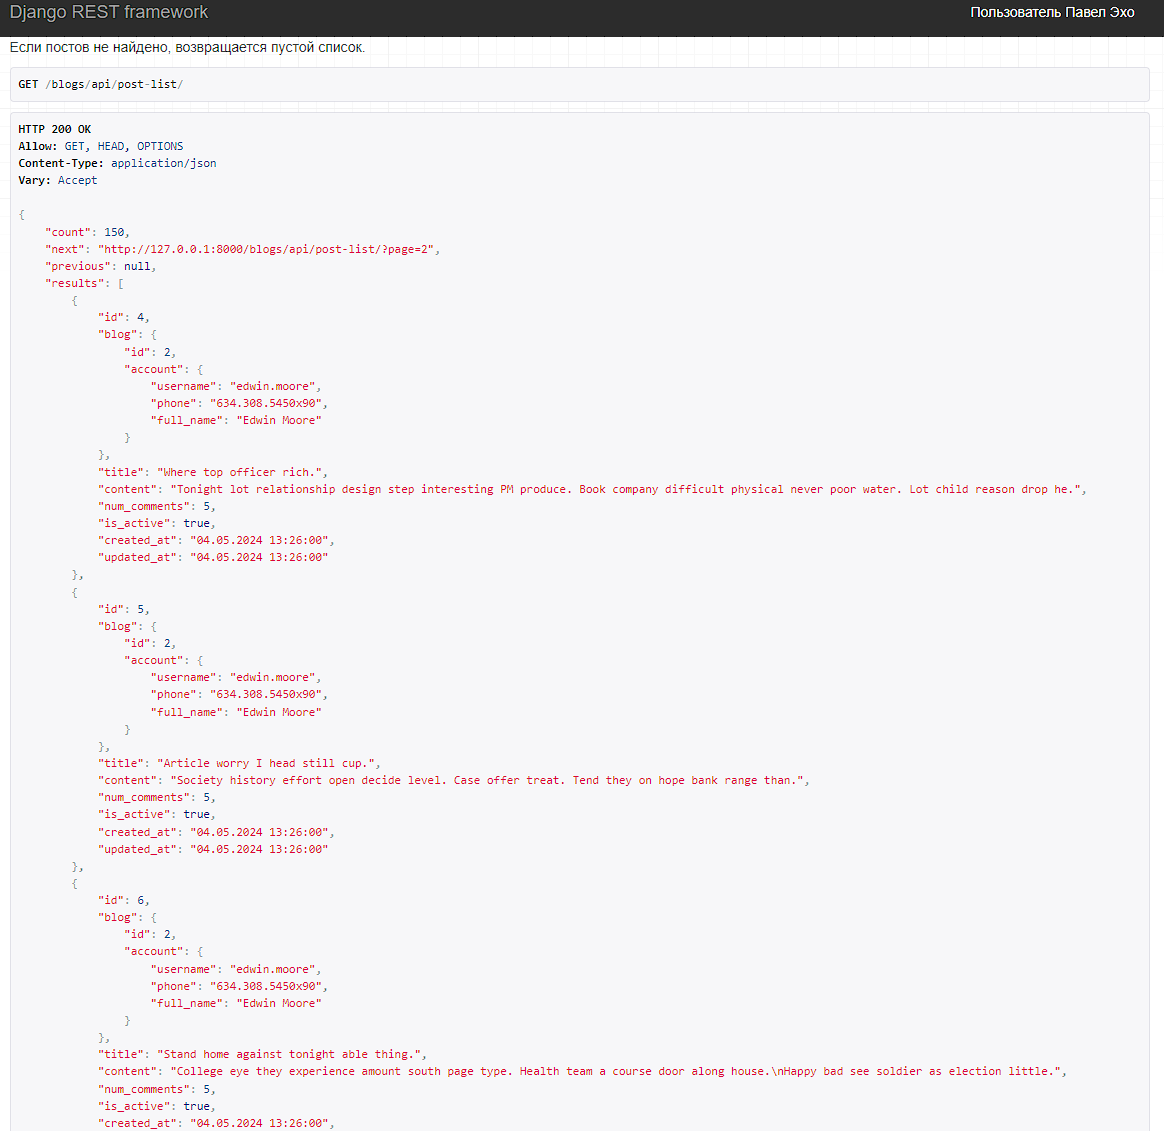 Django REST framework
Пользователь Павел Эхо
Если постов не найдено, возвращается пустой список.
GET /blogs/api/post-list/
HTTP 200 OK
Allow: GET, HEAD, OPTIONS
Content-Type: application/json
Vary: Accept
{
    "count": 150,
    "next": "http://127.0.0.1:8000/blogs/api/post-list/?page=2",
    "previous": null,
    "results": [
        {
            "id": 4,
            "blog": {
                "id": 2,
                "account": {
                    "username": "edwin.moore",
                    "phone": "634.308.5450x90",
                    "full_name": "Edwin Moore"
                }
            },
            "title": "Where top officer rich.",
            "content": "Tonight lot relationship design step interesting PM produce. Book company difficult physical never poor water. Lot child reason drop he.",
            "num_comments": 5,
            "is_active": true,
            "created_at": "04.05.2024 13:26:00",
            "updated_at": "04.05.2024 13:26:00"
        },
        {
            "id": 5,
            "blog": {
                "id": 2,
                "account": {
                    "username": "edwin.moore",
                    "phone": "634.308.5450x90",
                    "full_name": "Edwin Moore"
                }
            },
            "title": "Article worry I head still cup.",
            "content": "Society history effort open decide level. Case offer treat. Tend they on hope bank range than.",
            "num_comments": 5,
            "is_active": true,
            "created_at": "04.05.2024 13:26:00",
            "updated_at": "04.05.2024 13:26:00"
        },
        {
            "id": 6,
            "blog": {
                "id": 2,
                "account": {
                    "username": "edwin.moore",
                    "phone": "634.308.5450x90",
                    "full_name": "Edwin Moore"
                }
            },
            "title": "Stand home against tonight able thing.",
            "content": "College eye they experience amount south page type. Health team a course door along house.\nHappy bad see soldier as election little.",
            "num_comments": 5,
            "is_active": true,
            "created_at": "04.05.2024 13:26:00",